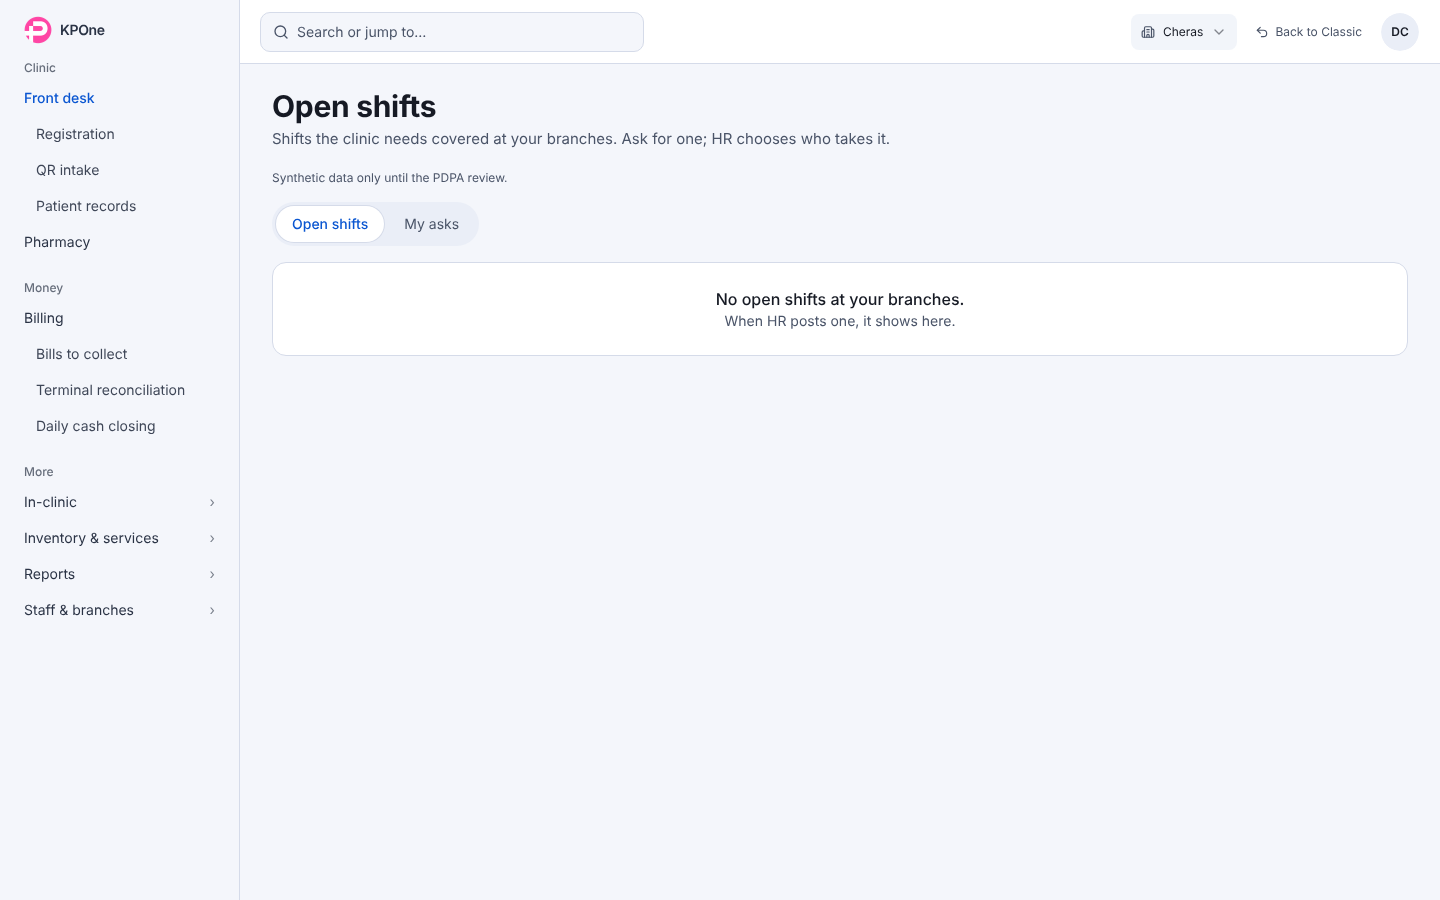 KPOne
Clinic
Front desk
Registration
QR intake
Patient records
Pharmacy
Money
Billing
Bills to collect
Terminal reconciliation
Daily cash closing
More
In-clinic
Inventory & services
Reports
Staff & branches
Search or jump to...
Cheras
Back to Classic
DC
Open shifts
Shifts the clinic needs covered at your branches. Ask for one; HR chooses who takes it.
Synthetic data only until the PDPA review.
Open shifts
My asks
No open shifts at your branches.
When HR posts one, it shows here.